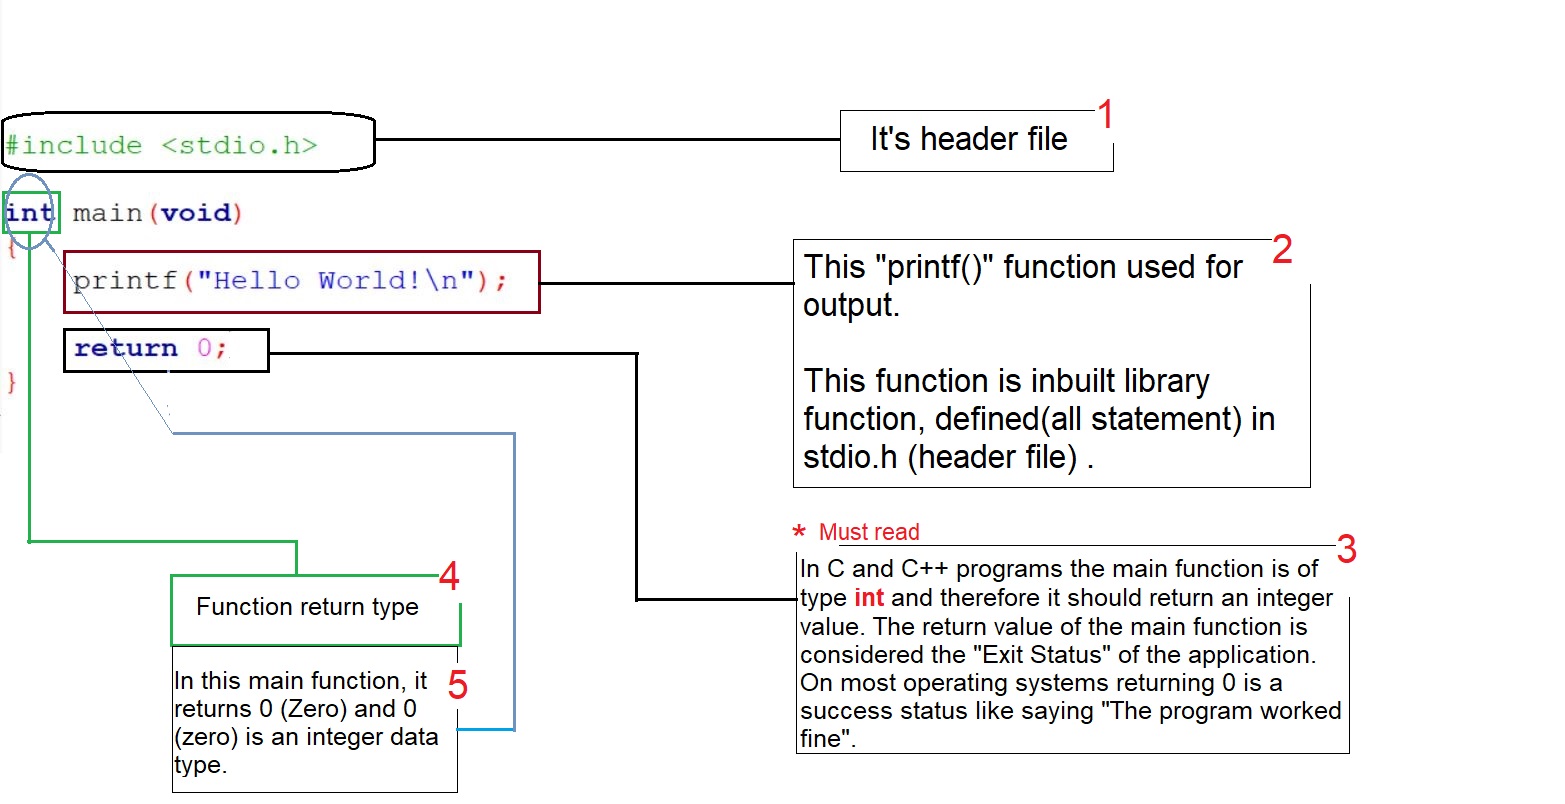 #include <stdio.h>
It's header file
1
int main(void)
{
printf("Hello World!\n");
return 0;
}
2
This "printf()" function used for
output.
This function is inbuilt library
function, defined(all statement) in
stdio.h (header file) .
* Must read
3
In C and C++ programs the main function is of
type int and therefore it should return an integer
value. The return value of the main function is
considered the "Exit Status" of the application.
On most operating systems returning 0 is a
success status like saying "The program worked
fine".
4
Function return type
5
In this main function, it
returns 0 (Zero) and 0
(zero) is an integer data
type.